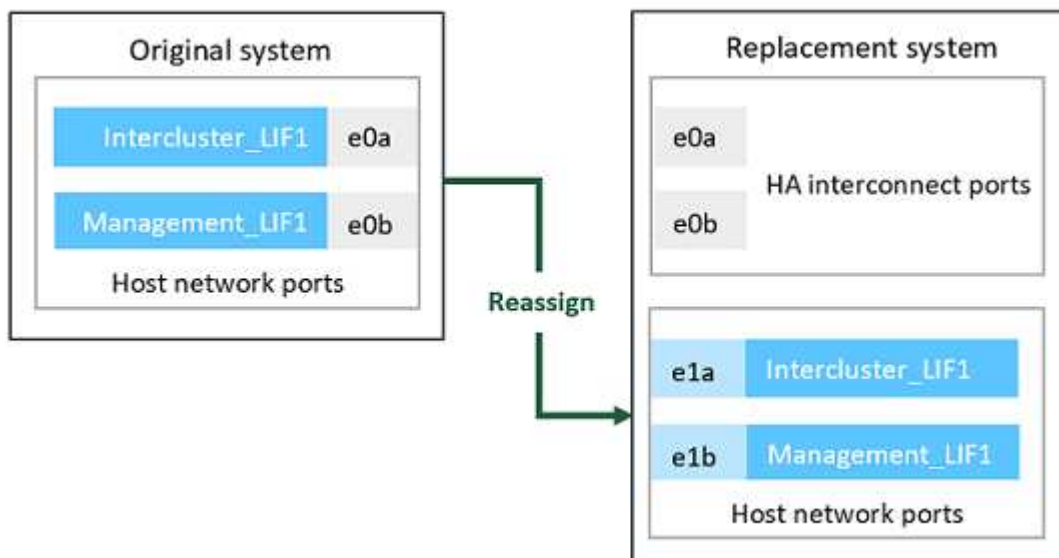 Original system
Intercluster_LIF1 e0a
Management_LIF1 e0b
Host network ports
Reassign
Replacement system
e0a
HA interconnect ports
e0b
e1a Intercluster_LIF1
e1b Management_LIF1
Host network ports